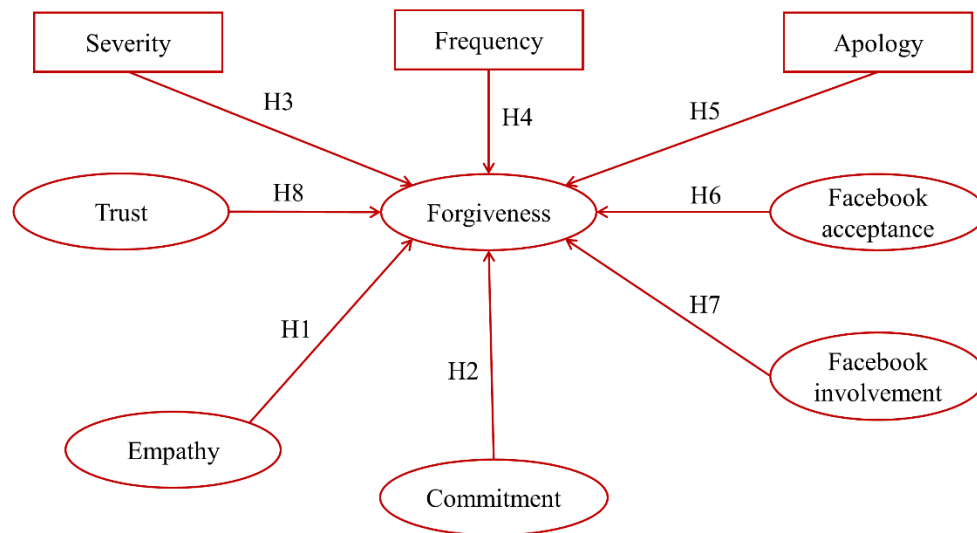 Severity
Frequency
Apology
H3
H4
H5
Trust
H8
Forgiveness
H6
Facebook
acceptance
H1
H2
H7
Facebook
involvement
Empathy
Commitment